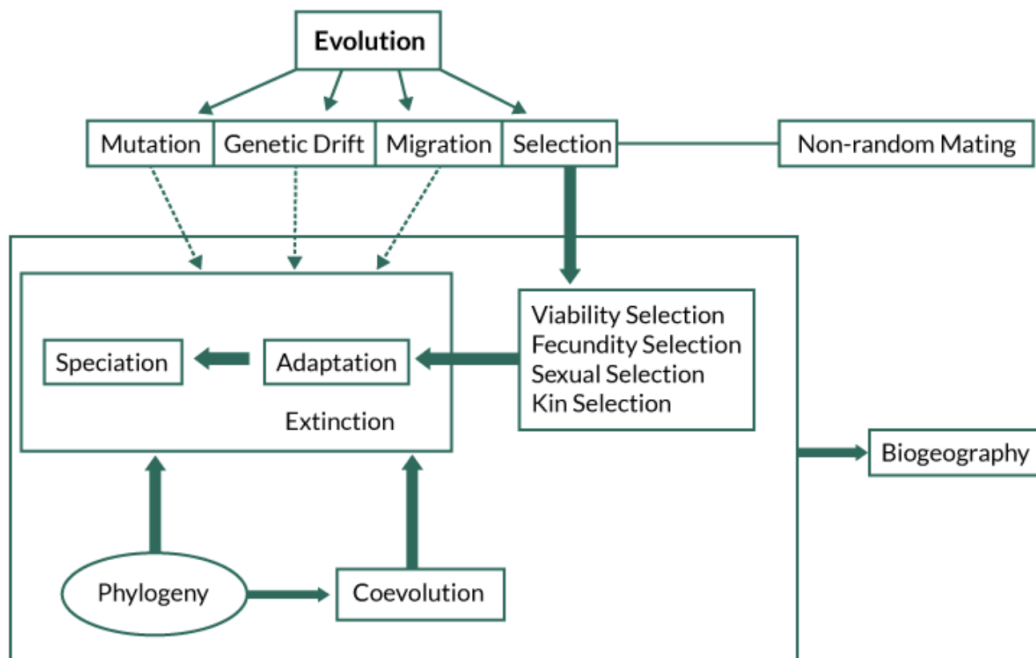 Evolution
Mutation
Genetic Drift
Migration
Selection
Non-random Mating
Viability Selection
Fecundity Selection
Sexual Selection
Kin Selection
Speciation
Adaptation
Extinction
Biogeography
Phylogeny
Coevolution